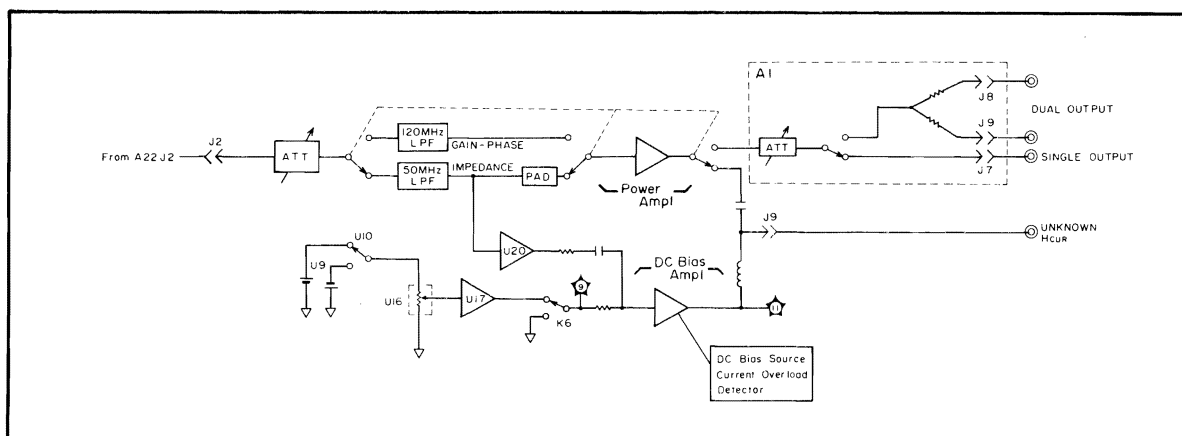 A1
J8
DUAL OUTPUT
J9
SINGLE OUTPUT
J7
From A22J2
J2
ATT
120MHz
LPF
GAIN-PHASE
50MHz
LPF
IMPEDANCE
PAD
Power
Ampl
ATT
J9
UNKNOWN
HCUR
U10
U9
U20
DC Bias
Ampl
U16
U17
9
K6
11
DC Bias Source
Current Overload
Detector